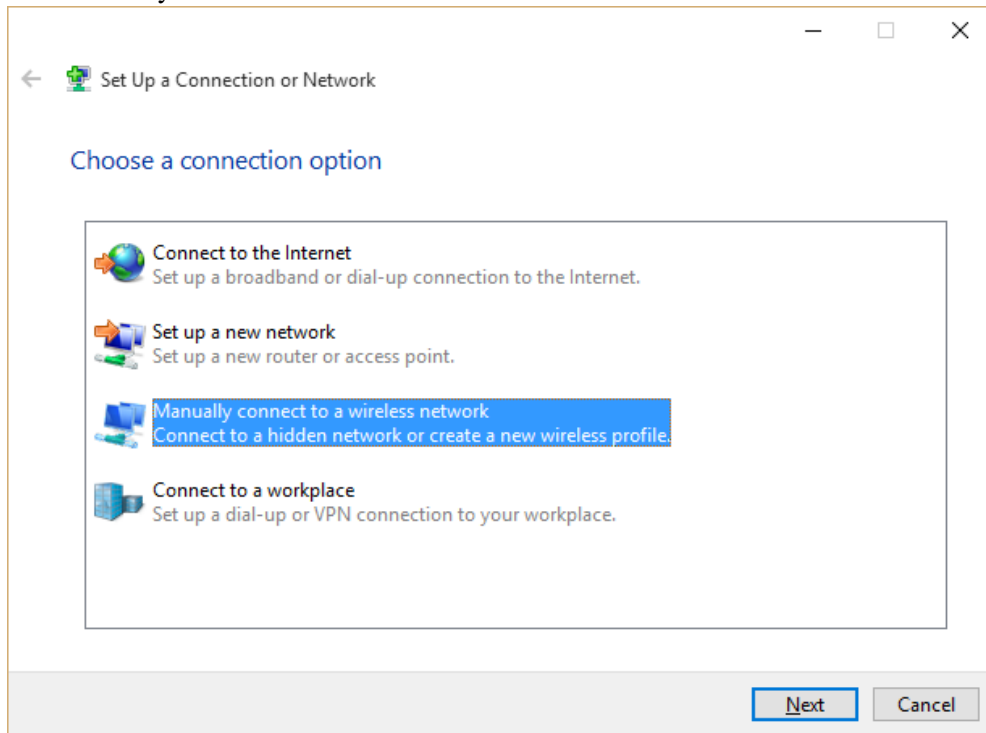 Set Up a Connection or Network
Choose a connection option
Connect to the Internet
Set up a broadband or dial-up connection to the Internet.
Set up a new network
Set up a new router or access point.
Manually connect to a wireless network
Connect to a hidden network or create a new wireless profile.
Connect to a workplace
Set up a dial-up or VPN connection to your workplace.
Next
Cancel